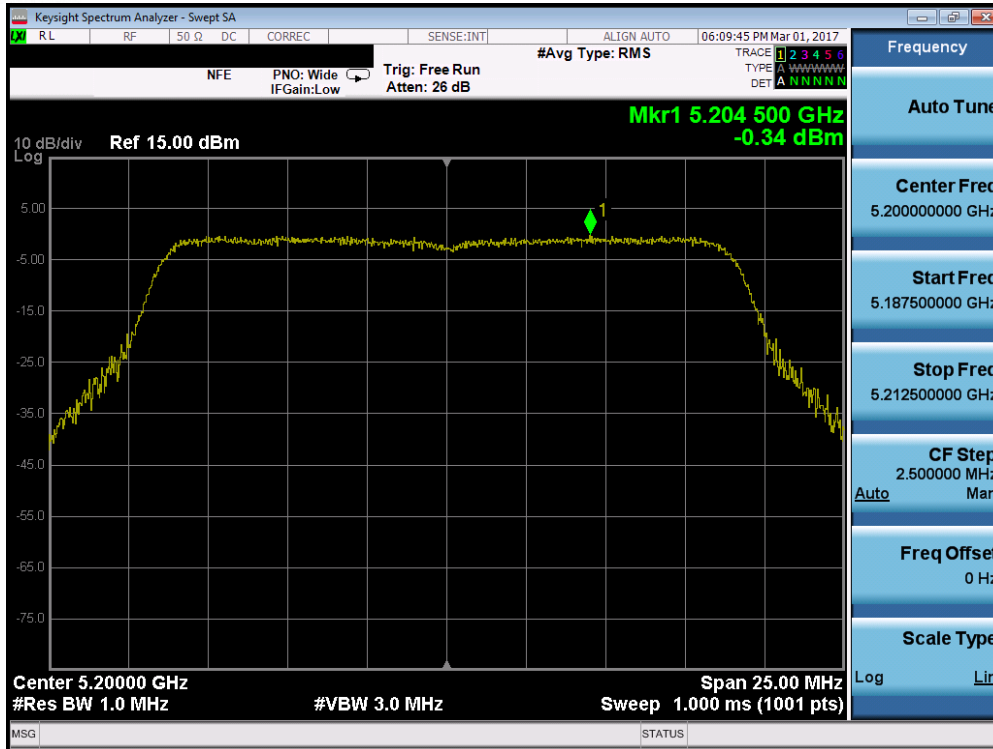 Keysight Spectrum Analyzer - Swept SA
LXI RL RF 50 Ω DC CORREC SENSE:INT ALIGN AUTO 06:09:45 PM Mar 01, 2017
NFE PNO: Wide Trig: Free Run #Avg Type: RMS TRACE 1 2 3 4 5 6
IFGain:Low Atten: 26 dB TYPE A WWWWW
DET A N N N N N
Mkr1 5.204 500 GHz
-0.34 dBm
10 dB/div Ref 15.00 dBm
Log
5.00
1
-5.00
-15.0
-25.0
-35.0
-45.0
-55.0
-65.0
-75.0
Center 5.20000 GHz Span 25.00 MHz
#Res BW 1.0 MHz #VBW 3.0 MHz Sweep 1.000 ms (1001 pts)
MSG STATUS
Frequency
Auto Tune
Center Freq
5.200000000 GHz
Start Freq
5.187500000 GHz
Stop Freq
5.212500000 GHz
CF Step
2.500000 MHz
Auto Man
Freq Offset
0 Hz
Scale Type
Log Lin